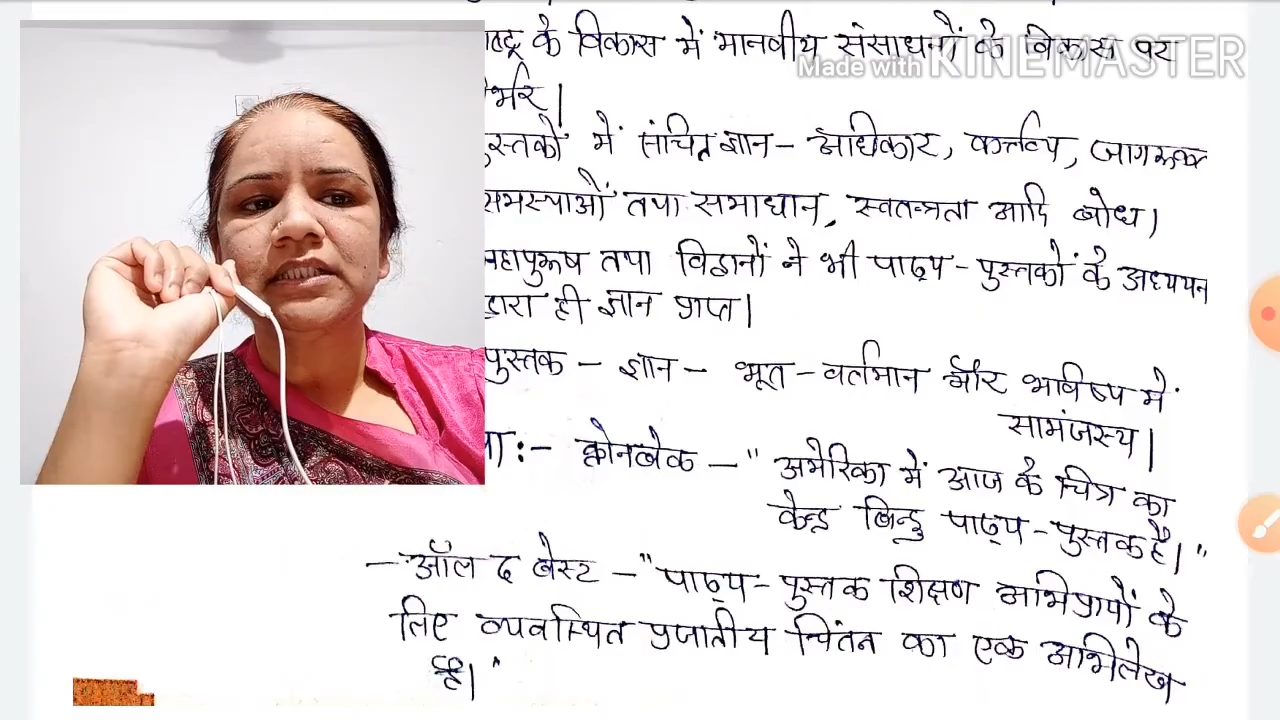 के विकास में मानवीय संसाधनों के विकास पर
Made with KINEMASTER
में संचित ज्ञान - अधिकार, कर्त्तव्य, जागरूक
समस्याओं तथा समाधान, स्वतन्त्रता आदि बोध।
महापुरूष तथा विद्वानों ने भी पाठ्य - पुस्तकों के अध्ययन
द्वारा ही ज्ञान प्राप्त।
पुस्तक - ज्ञान - भूत - वर्तमान और भविष्य में
सामंजस्य।
:- क्रोनबेक - " अमेरिका में आज के चित्र का
केन्द्र बिन्दु पाठ्य - पुस्तक है। "
- ऑल द बेस्ट - " पाठ्य - पुस्तक शिक्षण अभिप्रायों के
लिए व्यवस्थित प्रजातीय चिंतन का एक अभिलेख
है। "